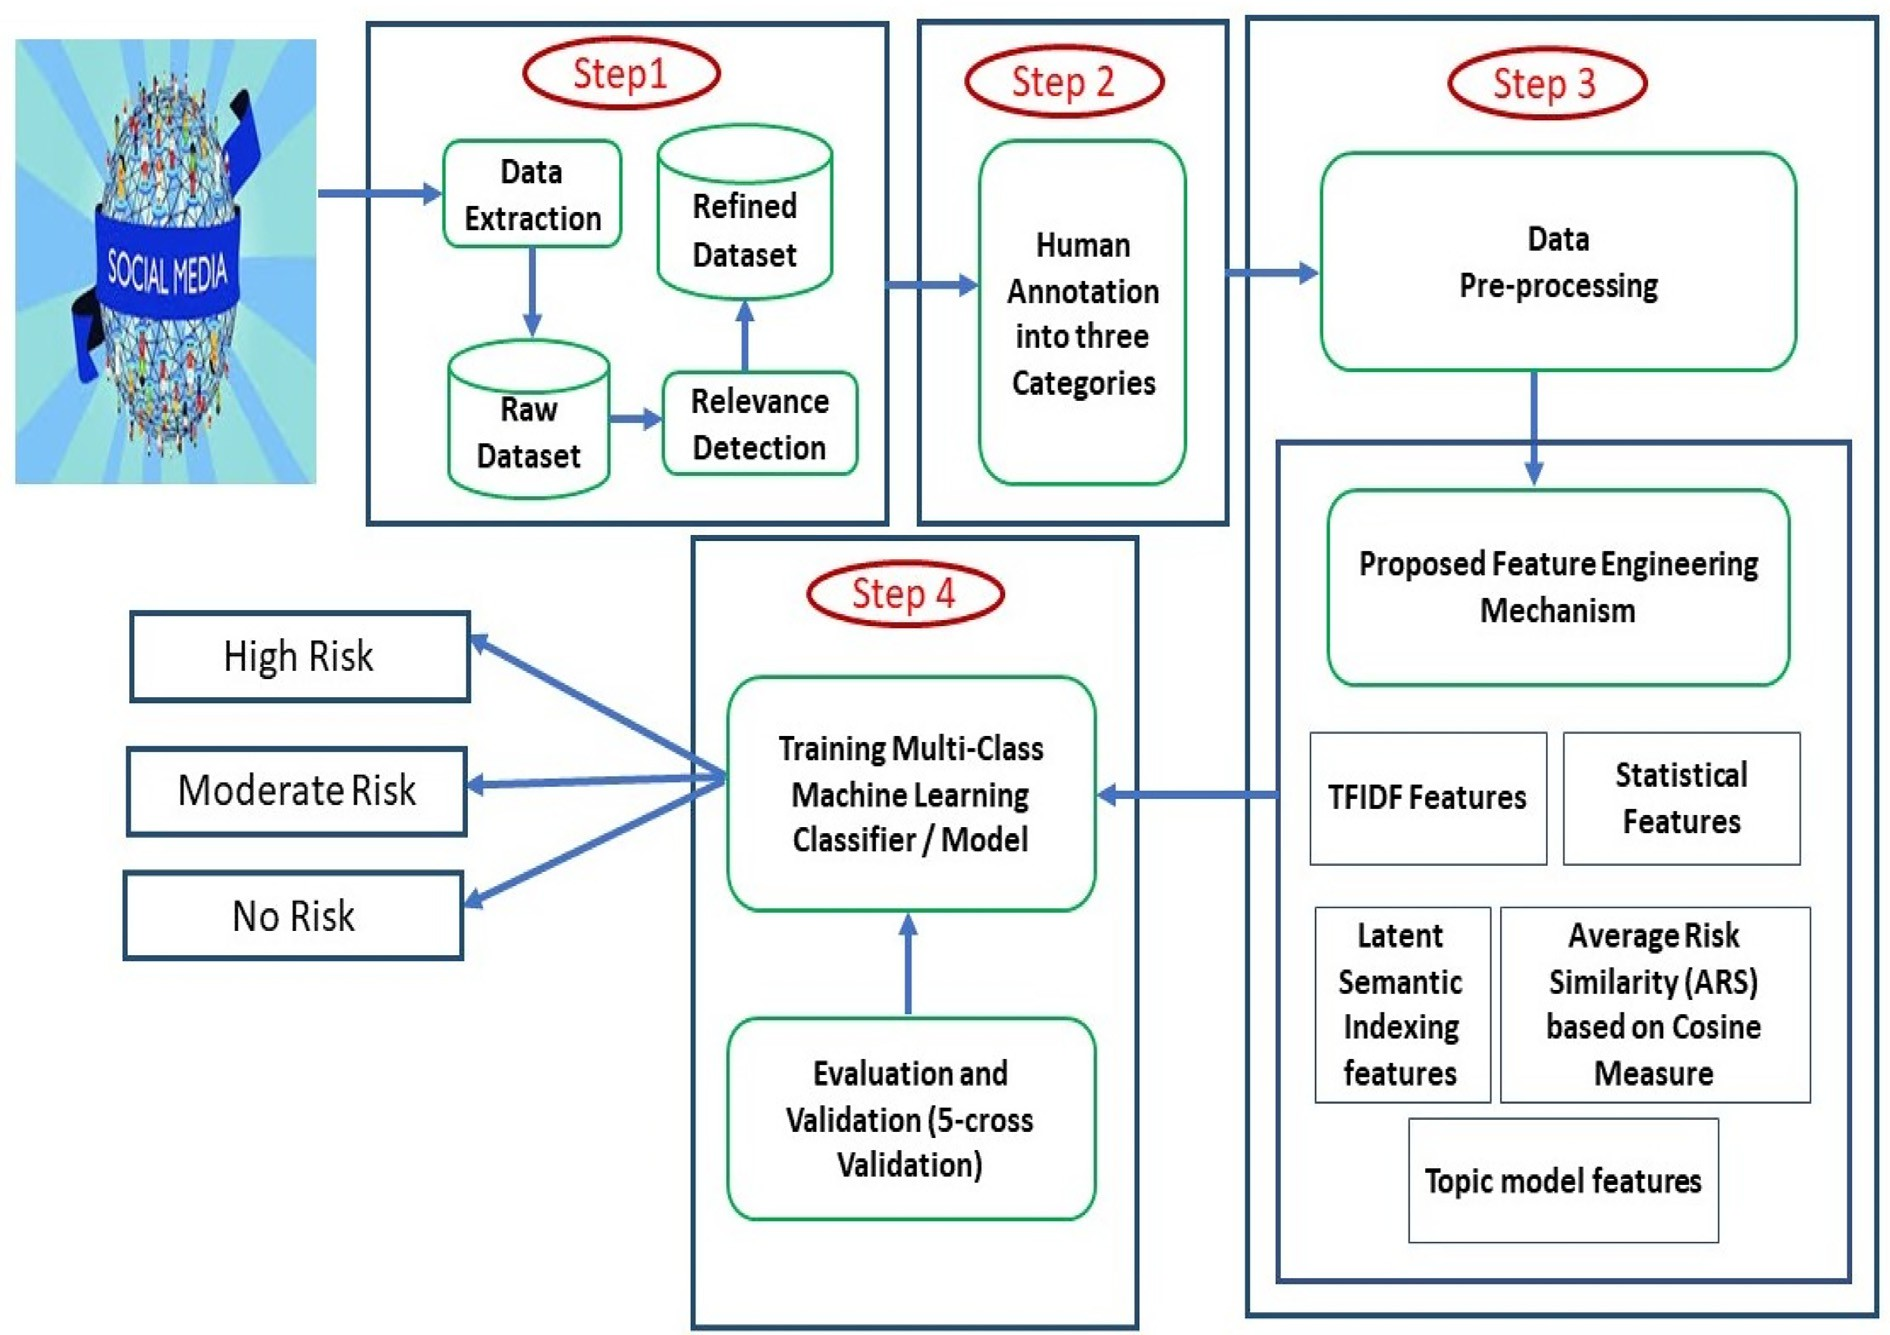 SOCIAL MEDIA
Step1
Data
Extraction
Raw
Dataset
Relevance
Detection
Refined
Dataset
Step 2
Human
Annotation
into three
Categories
Step 3
Data
Pre-processing
Proposed Feature Engineering
Mechanism
TFIDF Features
Statistical
Features
Latent
Semantic
Indexing
features
Average Risk
Similarity (ARS)
based on Cosine
Measure
Topic model features
Step 4
Training Multi-Class
Machine Learning
Classifier / Model
Evaluation and
Validation (5-cross
Validation)
High Risk
Moderate Risk
No Risk